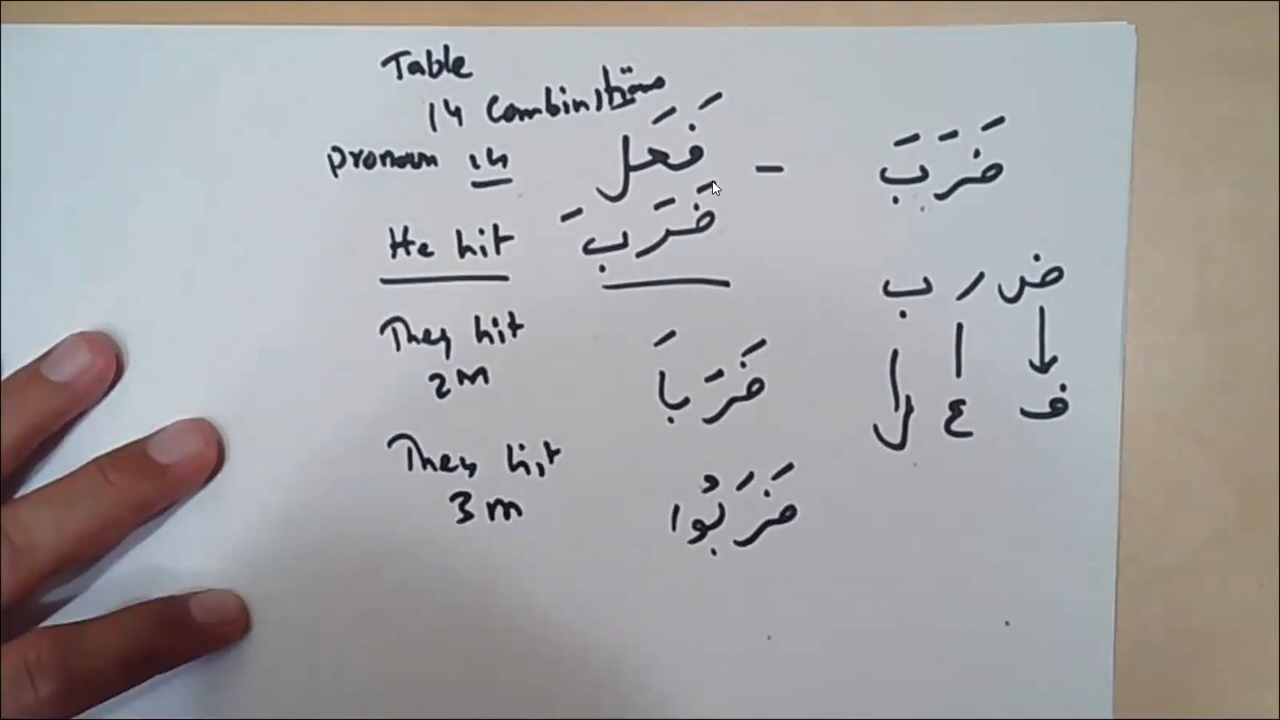 Table
14 Combinations
Pronoun 14 فَعَل - ضَرَبَ
He hit ضَرَبَ
ض ر ب
They hit
2M ضَرَبَا
ف ع ل
They hit
3M ضَرَبُوا